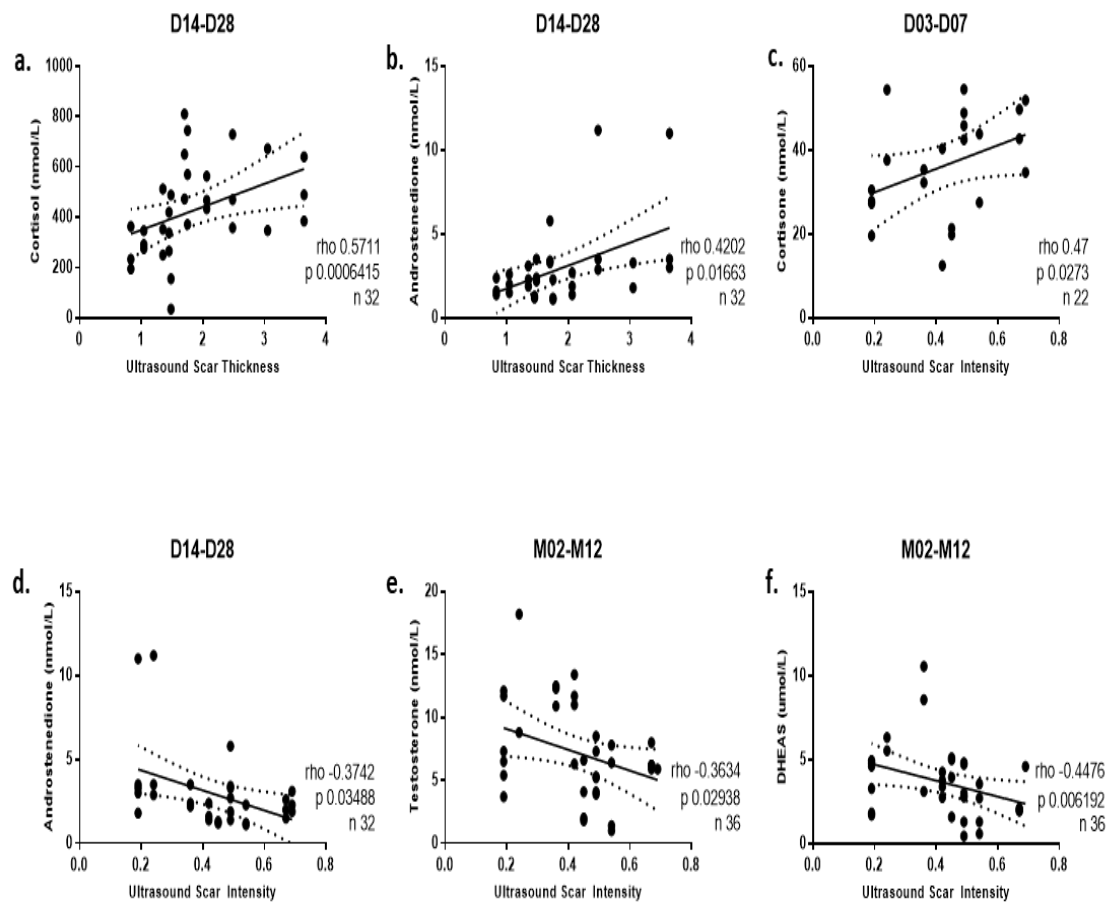 D14-D28
a.
Cortisol (nmol/L)
1000
800
600
400
200
0
0 1 2 3 4
Ultrasound Scar Thickness
rho 0.5711
p 0.0006415
n 32
D14-D28
b.
Androstenedione (nmol/L)
15
10
5
0
0 1 2 3 4
Ultrasound Scar Thickness
rho 0.4202
p 0.01663
n 32
D03-D07
c.
Cortisone (nmol/L)
60
40
20
0
0.0 0.2 0.4 0.6 0.8
Ultrasound Scar Intensity
rho 0.47
p 0.0273
n 22
D14-D28
d.
Androstenedione (nmol/L)
15
10
5
0
0.0 0.2 0.4 0.6 0.8
Ultrasound Scar Intensity
rho -0.3742
p 0.03488
n 32
M02-M12
e.
Testosterone (nmol/L)
20
15
10
5
0
0.0 0.2 0.4 0.6 0.8
Ultrasound Scar Intensity
rho -0.3634
p 0.02938
n 36
M02-M12
f.
DHEAS (umol/L)
15
10
5
0
0.0 0.2 0.4 0.6 0.8
Ultrasound Scar Intensity
rho -0.4476
p 0.006192
n 36